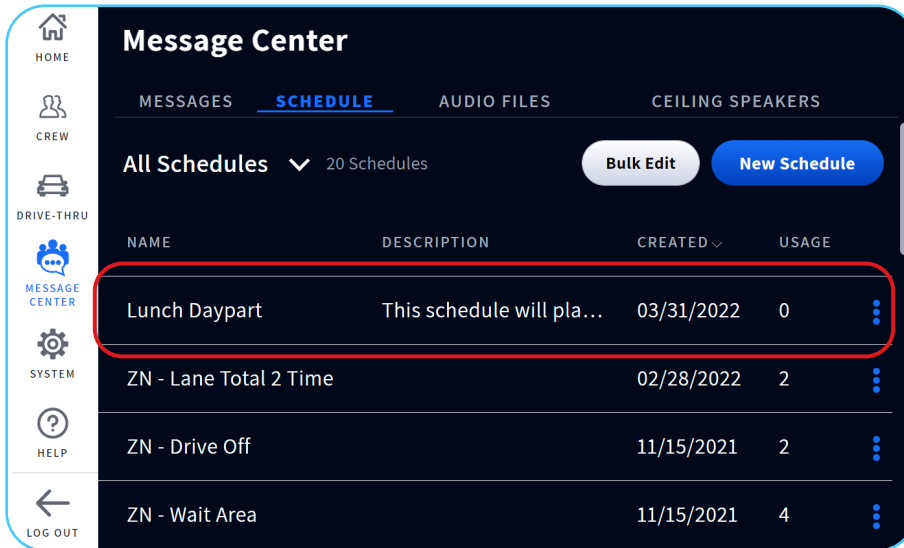 HOME
CREW
DRIVE-THRU
MESSAGE
CENTER
SYSTEM
HELP
LOG OUT
Message Center
MESSAGES SCHEDULE AUDIO FILES CEILING SPEAKERS
All Schedules 20 Schedules Bulk Edit New Schedule
NAME DESCRIPTION CREATED USAGE
Lunch Daypart This schedule will pla... 03/31/2022 0
ZN - Lane Total 2 Time 02/28/2022 2
ZN - Drive Off 11/15/2021 2
ZN - Wait Area 11/15/2021 4